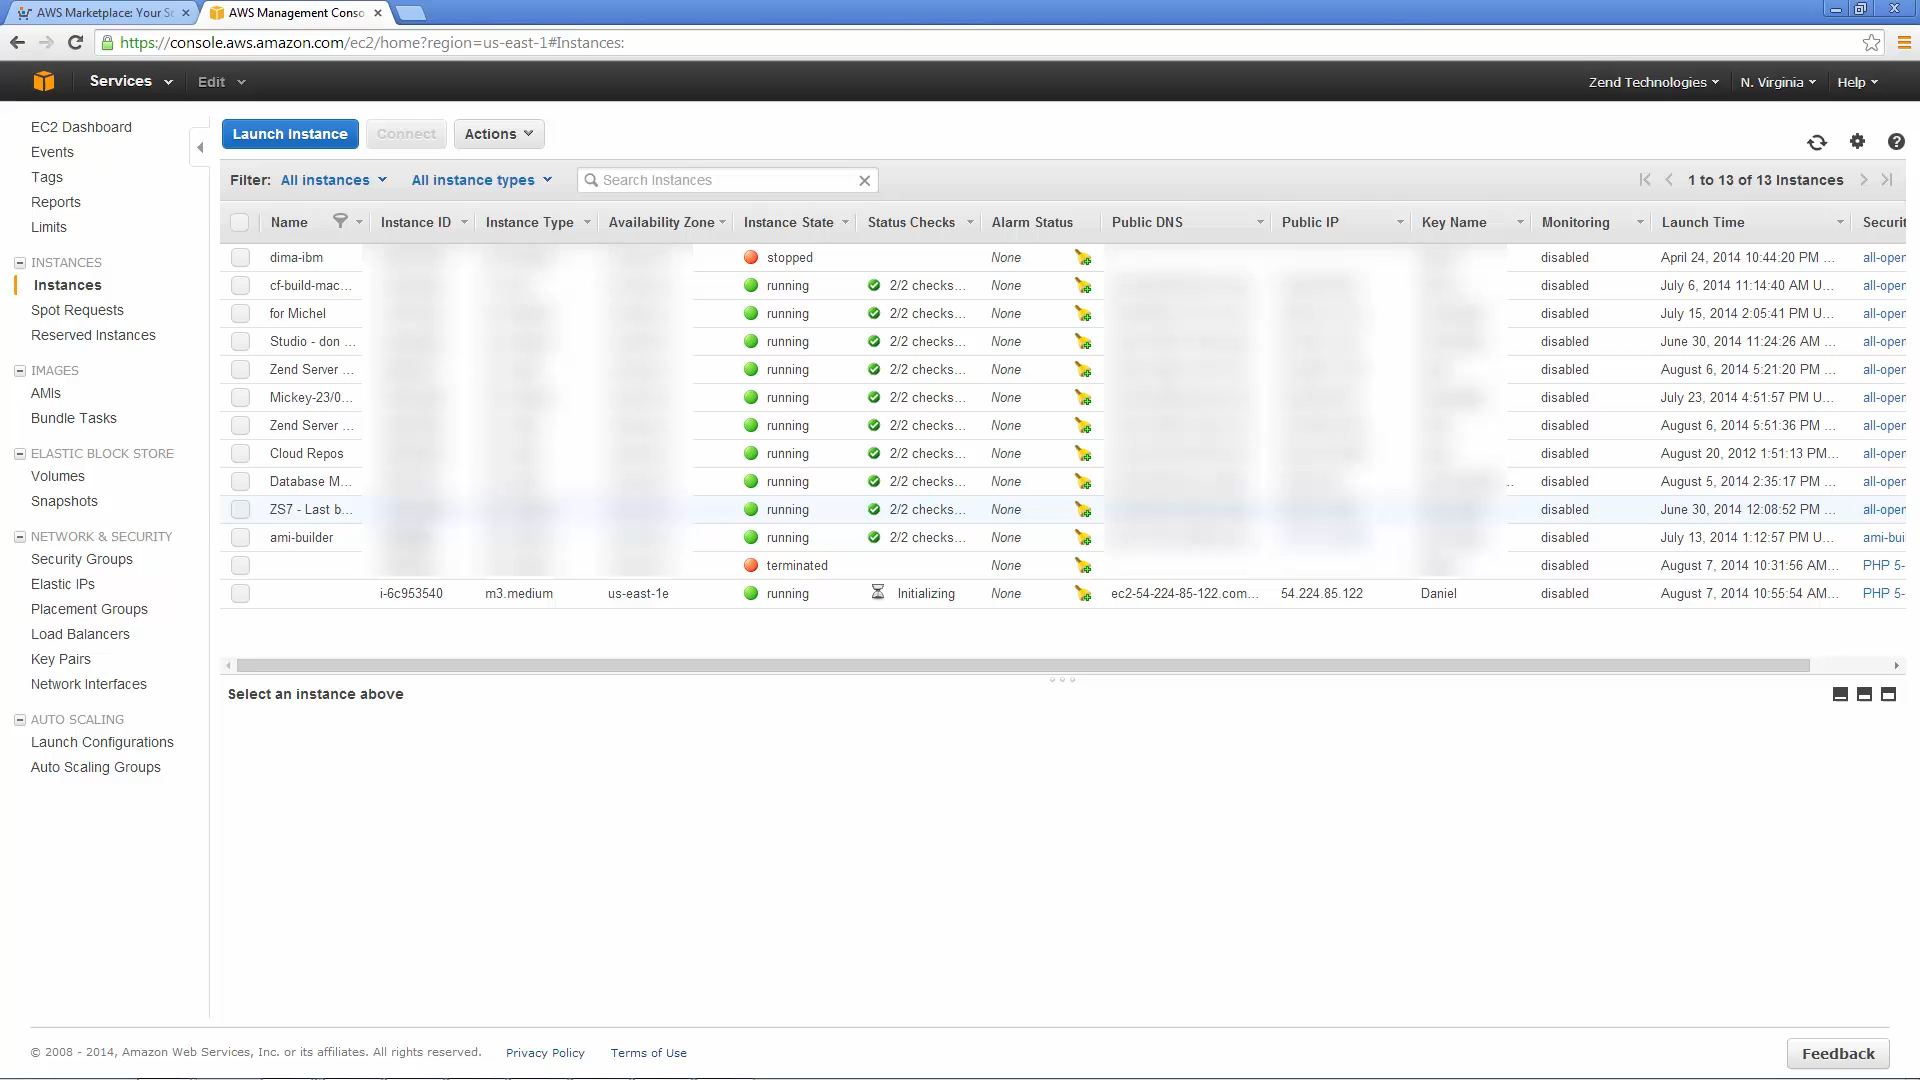 AWS Marketplace: Your So
AWS Management Conso
https://console.aws.amazon.com/ec2/home?region=us-east-1#Instances:
Services Edit Zend Technologies N. Virginia Help
EC2 Dashboard
Events
Tags
Reports
Limits
INSTANCES
Instances
Spot Requests
Reserved Instances
IMAGES
AMIs
Bundle Tasks
ELASTIC BLOCK STORE
Volumes
Snapshots
NETWORK & SECURITY
Security Groups
Elastic IPs
Placement Groups
Load Balancers
Key Pairs
Network Interfaces
AUTO SCALING
Launch Configurations
Auto Scaling Groups
Launch Instance Connect Actions
Filter: All instances All instance types Search Instances 1 to 13 of 13 Instances
Name Instance ID Instance Type Availability Zone Instance State Status Checks Alarm Status Public DNS Public IP Key Name Monitoring Launch Time Securi
dima-ibm stopped None disabled April 24, 2014 10:44:20 PM ... all-open
cf-build-mac... running 2/2 checks... None disabled July 6, 2014 11:14:40 AM U... all-open
for Michel running 2/2 checks... None disabled July 15, 2014 2:05:41 PM U... all-open
Studio - don ... running 2/2 checks... None disabled June 30, 2014 11:24:26 AM ... all-open
Zend Server ... running 2/2 checks... None disabled August 6, 2014 5:21:20 PM ... all-open
Mickey-23/0... running 2/2 checks... None disabled July 23, 2014 4:51:57 PM U... all-open
Zend Server ... running 2/2 checks... None disabled August 6, 2014 5:51:36 PM ... all-open
Cloud Repos running 2/2 checks... None disabled August 20, 2012 1:51:13 PM... all-open
Database M... running 2/2 checks... None disabled August 5, 2014 2:35:17 PM ... all-open
ZS7 - Last b... running 2/2 checks... None disabled June 30, 2014 12:08:52 PM ... all-open
ami-builder running 2/2 checks... None disabled July 13, 2014 1:12:57 PM U... ami-bui
terminated None disabled August 7, 2014 10:31:56 AM... PHP 5-
i-6c953540 m3.medium us-east-1e running Initializing None ec2-54-224-85-122.com... 54.224.85.122 Daniel disabled August 7, 2014 10:55:54 AM... PHP 5-
Select an instance above
© 2008 - 2014, Amazon Web Services, Inc. or its affiliates. All rights reserved. Privacy Policy Terms of Use Feedback